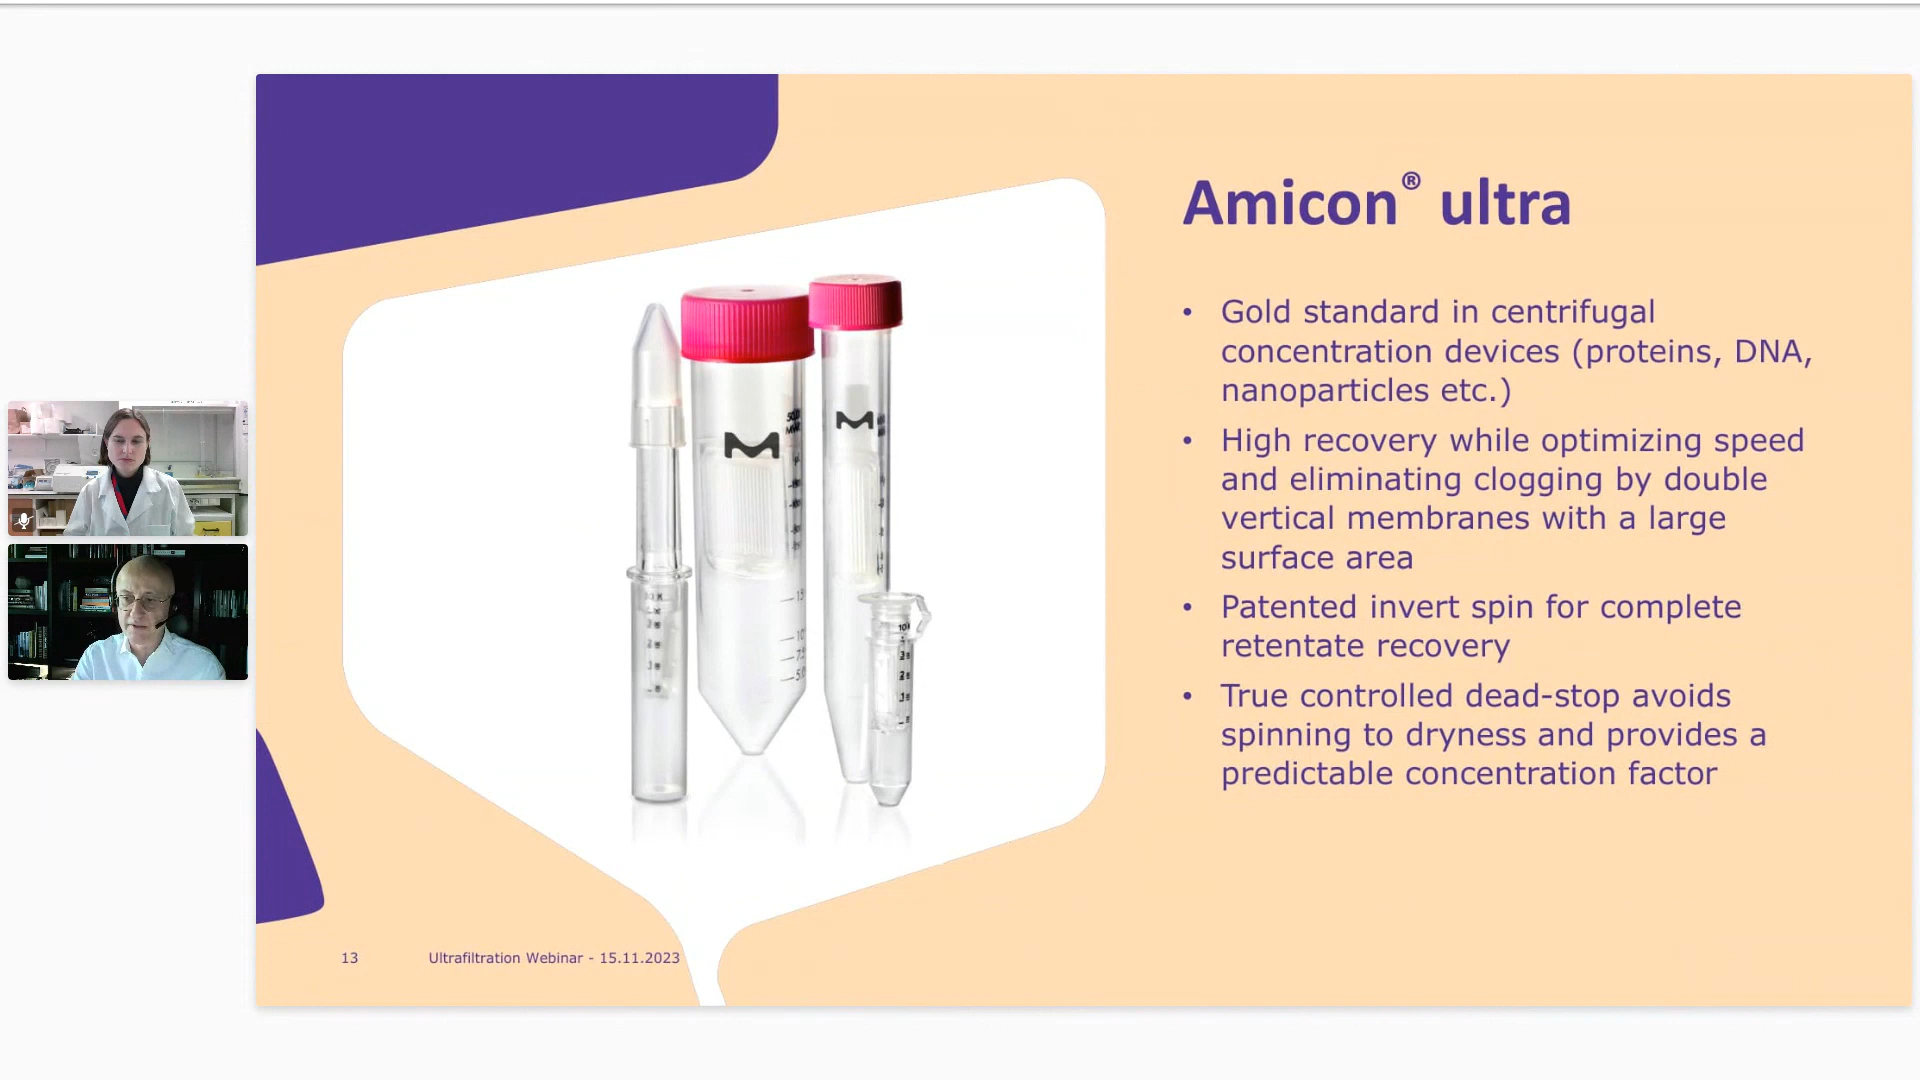 Amicon® ultra
• Gold standard in centrifugal
concentration devices (proteins, DNA,
nanoparticles etc.)
• High recovery while optimizing speed
and eliminating clogging by double
vertical membranes with a large
surface area
• Patented invert spin for complete
retentate recovery
• True controlled dead-stop avoids
spinning to dryness and provides a
predictable concentration factor
13
Ultrafiltration Webinar - 15.11.2023